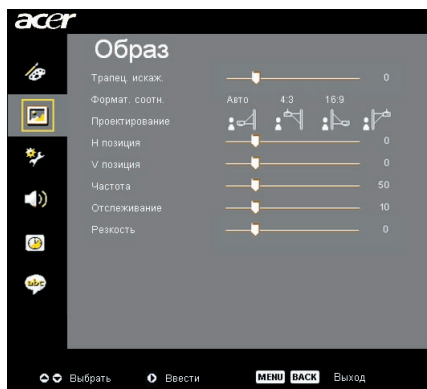 acer
Образ
Трапец. искаж. 0
Формат. соотн. Авто 4:3 16:9
Проектирование
Н позиция 0
V позиция 0
Частота 50
Отслеживание 10
Резкость 0
abc
Выбрать Ввести MENU BACK Выход